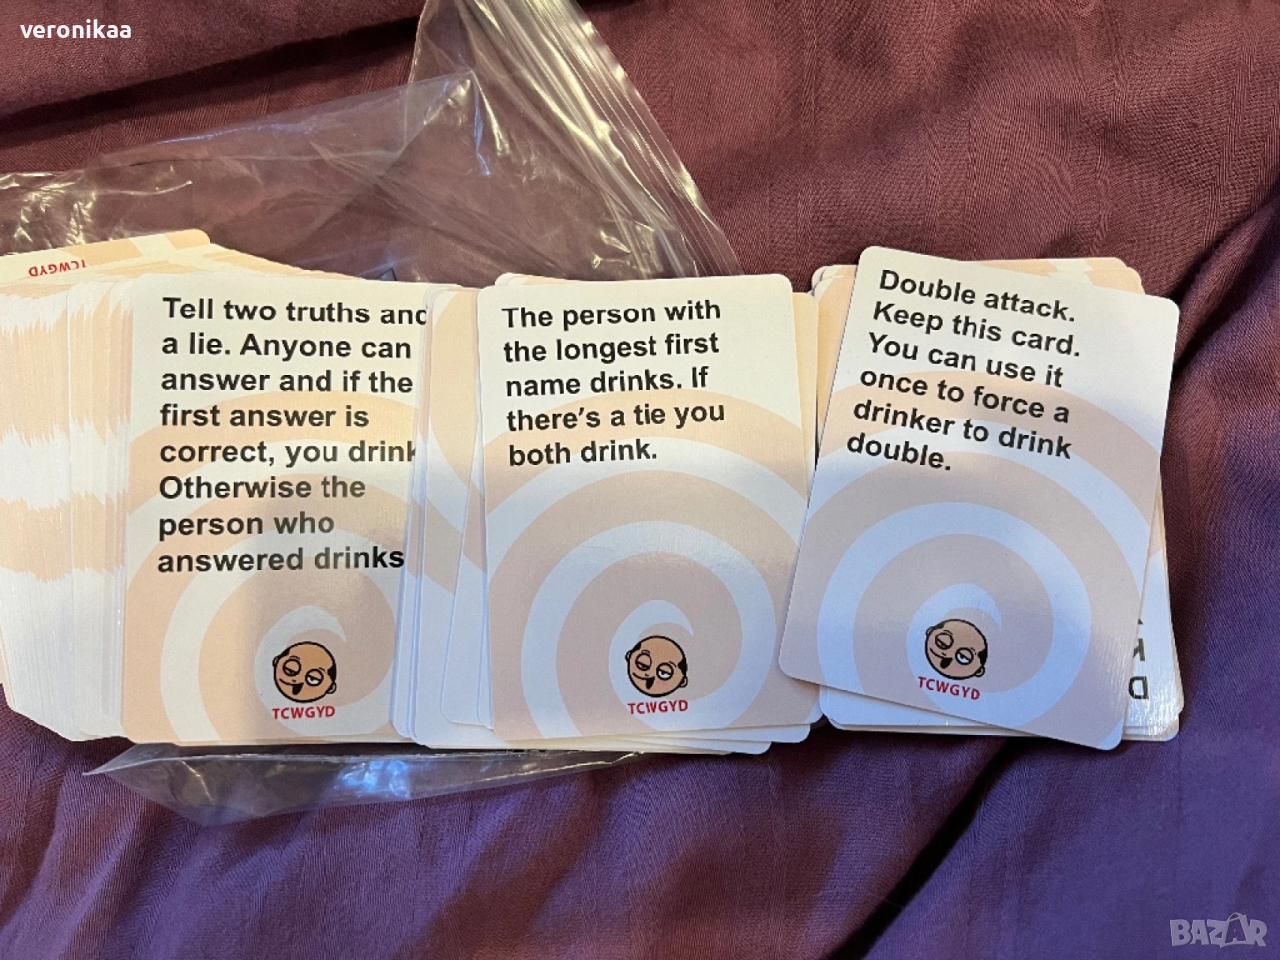 veronikaa
TCWGYD
Tell two truths and
a lie. Anyone can
answer and if the
first answer is
correct, you drink
Otherwise the
person who
answered drinks
TCWGYD
The person with
the longest first
name drinks. If
there's a tie you
both drink.
TCWGYD
Double attack.
Keep this card.
You can use it
once to force a
drinker to drink
double.
TCWGYD
BAZAR